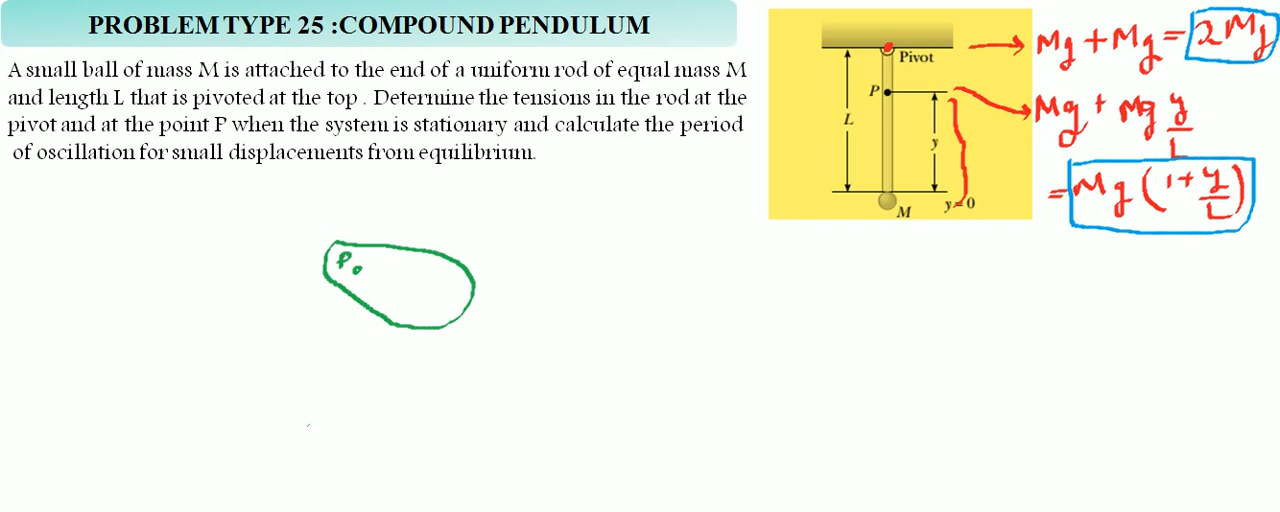 PROBLEM TYPE 25 :COMPOUND PENDULUM
A small ball of mass M is attached to the end of a uniform rod of equal mass M
and length L that is pivoted at the top . Determine the tensions in the rod at the
pivot and at the point P when the system is stationary and calculate the period
of oscillation for small displacements from equilibrium.
Pivot
P
L
y
M
y=0
Mg + Mg = 2Mg
Mg + Mg y/L
= Mg (1+ y/L)
P